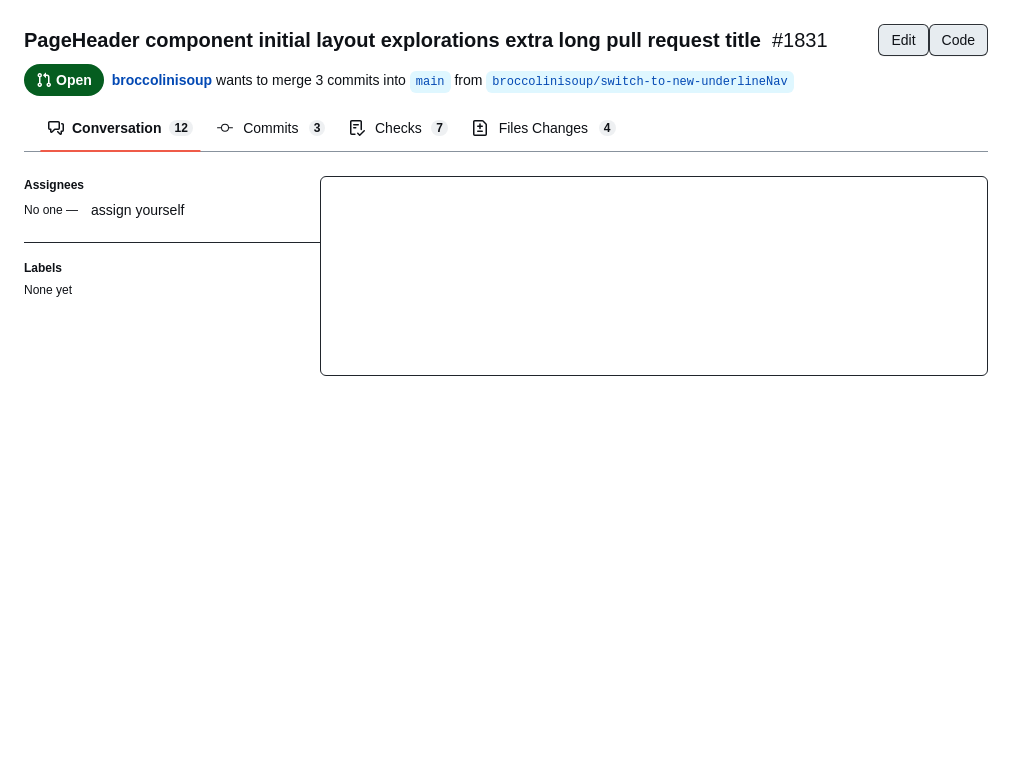 PageHeader component initial layout explorations extra long pull request title #1831
Edit Code
Open broccolinisoup wants to merge 3 commits into main from broccolinisoup/switch-to-new-underlineNav
Conversation 12 Commits 3 Checks 7 Files Changes 4
Assignees
No one — assign yourself
Labels
None yet